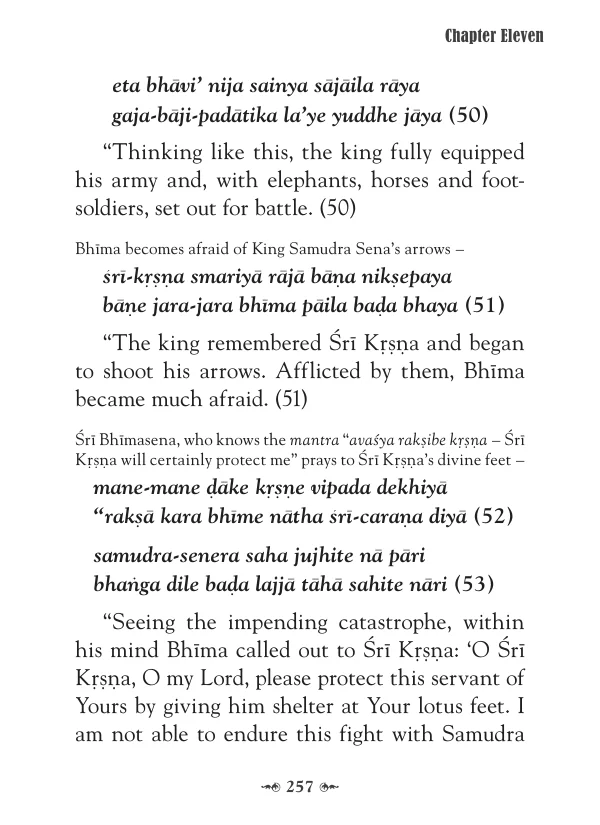 Chapter Eleven
eta bhāvi’ nija sainya sājāila rāya
gaja-bāji-padātika la’ye yuddhe jāya (50)
“Thinking like this, the king fully equipped
his army and, with elephants, horses and foot-
soldiers, set out for battle. (50)
Bhīma becomes afraid of King Samudra Sena’s arrows –
śrī-kṛṣṇa smariyā rājā bāṇa nikṣepaya
bāṇe jara-jara bhīma pāila baḍa bhaya (51)
“The king remembered Śrī Kṛṣṇa and began
to shoot his arrows. Afflicted by them, Bhīma
became much afraid. (51)
Śrī Bhīmasena, who knows the mantra “avaśya rakṣibe kṛṣṇa – Śrī
Kṛṣṇa will certainly protect me” prays to Śrī Kṛṣṇa’s divine feet –
mane-mane ḍāke kṛṣṇe vipada dekhiyā
“rakṣā kara bhīme nātha śrī-caraṇa diyā (52)
samudra-senera saha jujhite nā pāri
bhaṅga dile baḍa lajjā tāhā sahite nāri (53)
“Seeing the impending catastrophe, within
his mind Bhīma called out to Śrī Kṛṣṇa: ‘O Śrī
Kṛṣṇa, O my Lord, please protect this servant of
Yours by giving him shelter at Your lotus feet. I
am not able to endure this fight with Samudra
257